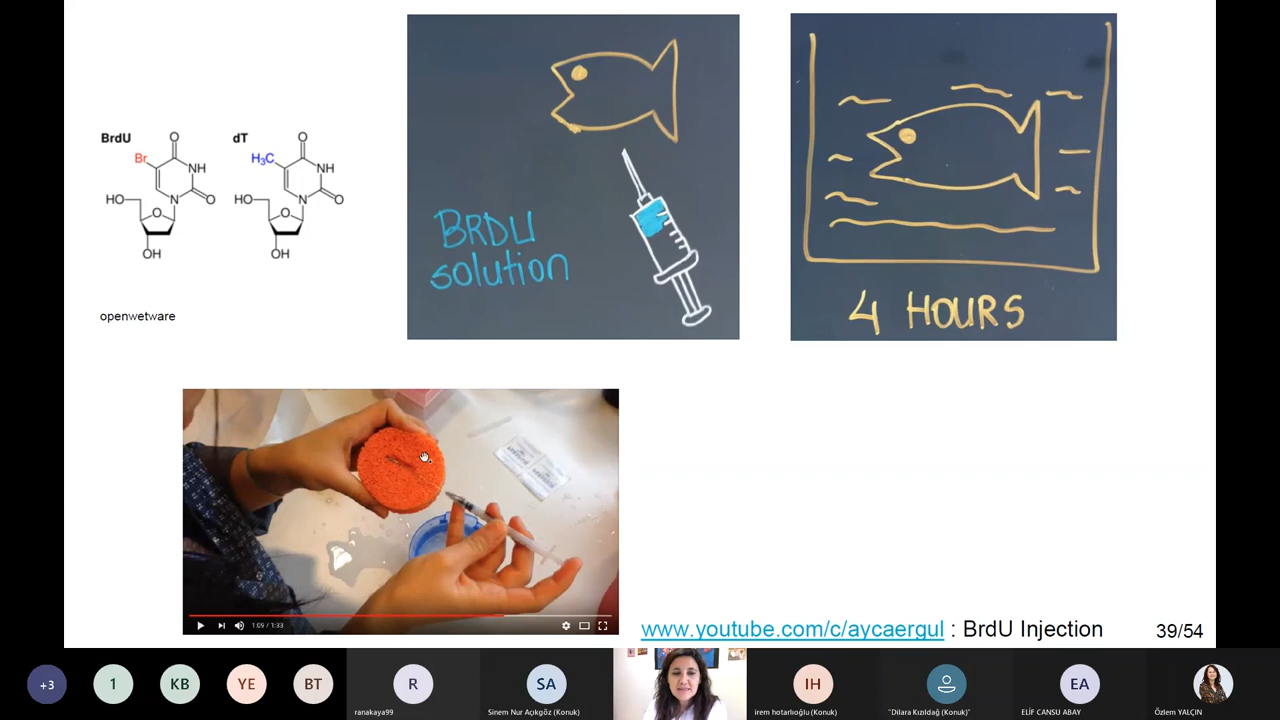 BrdU
Br
O
NH
N
O
HO
O
OH
dT
H₃C
O
NH
N
O
HO
O
OH
openwetware
BRDU
solution
4 HOURS
1:09 / 1:33
www.youtube.com/c/aycaergul : BrdU Injection
39/54
+3
1
KB
YE
BT
R
ranakaya99
SA
Sinem Nur Açıkgöz (Konuk)
IH
irem hotarlıoğlu (Konuk)
"Dilara Kızıldağ (Konuk)"
EA
ELİF CANSU ABAY
Özlem YALÇIN